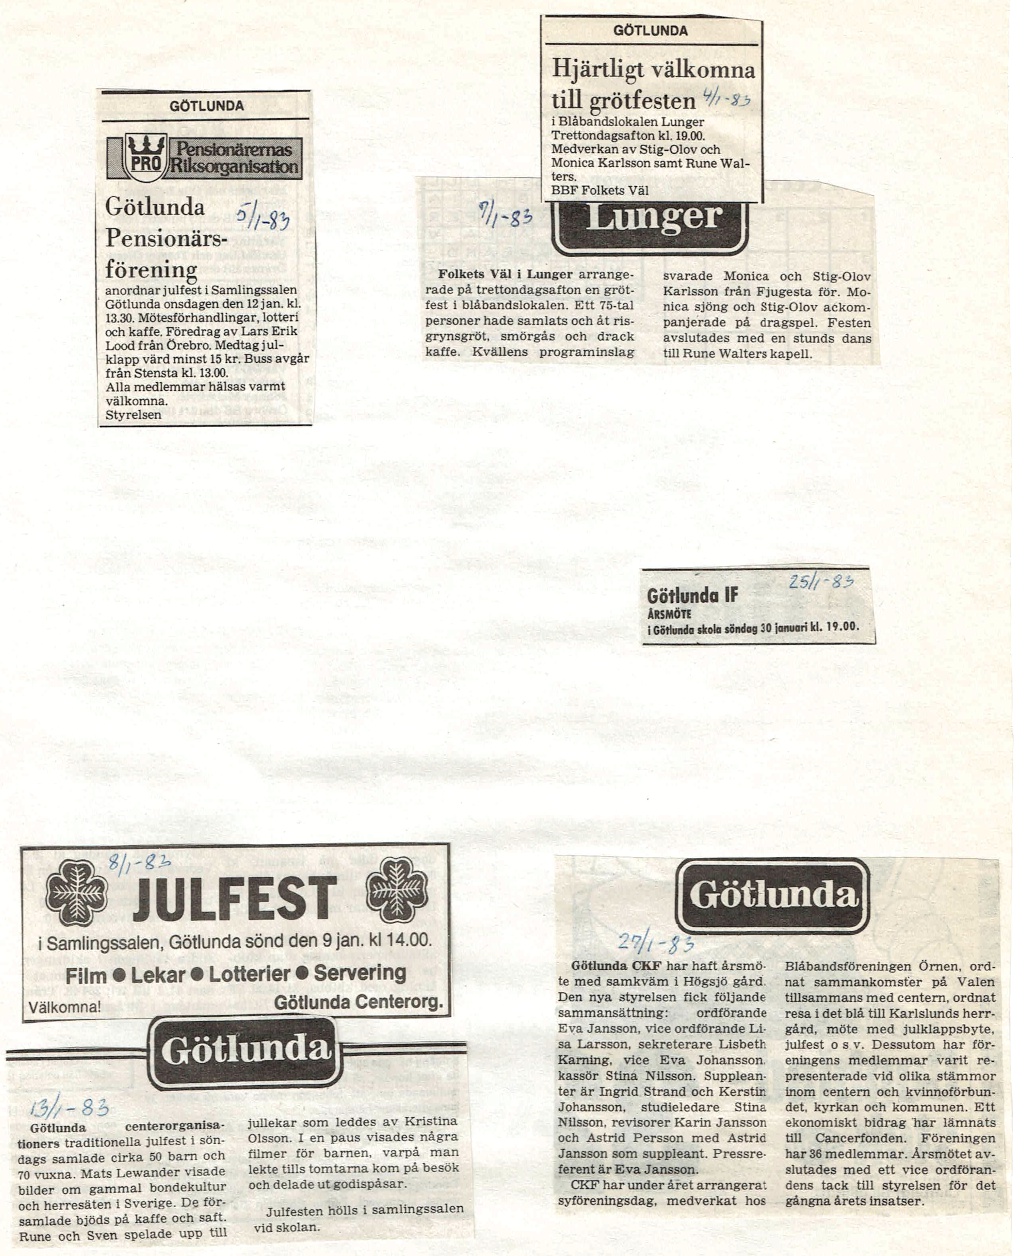 GÖTLUNDA
PRO
Pensionärernas
Riksorganisation
Götlunda
Pensionärs-
förening
5/1-83
anordnar julfest i Samlingssalen
Götlunda onsdagen den 12 jan. kl.
13.30. Mötesförhandlingar, lotteri
och kaffe. Föredrag av Lars Erik
Lood från Örebro. Medtag jul-
klapp värd minst 15 kr. Buss avgår
från Stensta kl. 13.00.
Alla medlemmar hälsas varmt
välkomna.
Styrelsen
GÖTLUNDA
Hjärtligt välkomna
till grötfesten 4/1-83
i Blåbandslokalen Lunger
Trettondagsafton kl. 19.00.
Medverkan av Stig-Olov och
Monica Karlsson samt Rune Wal-
ters.
BBF Folkets Väl
7/1-83
Lunger
Folkets Väl i Lunger arrange-
rade på trettondagsafton en gröt-
fest i blåbandslokalen. Ett 75-tal
personer hade samlats och åt ris-
grynsgröt, smörgås och drack
kaffe. Kvällens programinslag
svarade Monica och Stig-Olov
Karlsson från Fjugesta för. Mo-
nica sjöng och Stig-Olov ackom-
panjerade på dragspel. Festen
avslutades med en stunds dans
till Rune Walters kapell.
25/1-83
Götlunda IF
ÅRSMÖTE
i Götlunda skola söndag 30 januari kl. 19.00.
8/1-83
JULFEST
i Samlingssalen, Götlunda sönd den 9 jan. kl 14.00.
Film ● Lekar ● Lotterier ● Servering
Välkomna! Götlunda Centerorg.
Götlunda
13/1-83
Götlunda centerorganisa-
tioners traditionella julfest i sön-
dags samlade cirka 50 barn och
70 vuxna. Mats Lewander visade
bilder om gammal bondekultur
och herresäten i Sverige. De för-
samlade bjöds på kaffe och saft.
Rune och Sven spelade upp till
jullekar som leddes av Kristina
Olsson. I en paus visades några
filmer för barnen, varpå man
lekte tills tomtarna kom på besök
och delade ut godispåsar.
Julfesten hölls i samlingssalen
vid skolan.
Götlunda
27/1-83
Götlunda CKF har haft årsmö-
te med samkväm i Högsjö gård.
Den nya styrelsen fick följande
sammansättning: ordförande
Eva Jansson, vice ordförande Li-
sa Larsson, sekreterare Lisbeth
Karning, vice Eva Johansson,
kassör Stina Nilsson. Supplean-
ter är Ingrid Strand och Kerstin
Johansson, studieledare Stina
Nilsson, revisorer Karin Jansson
och Astrid Persson med Astrid
Jansson som suppleant. Pressre-
ferent är Eva Jansson.
CKF har under året arrangerat
syföreningsdag, medverkat hos
Blåbandsföreningen Örnen, ord-
nat sammankomster på Valen
tillsammans med centern, ordnat
resa i det blå till Karlslunds herr-
gård, möte med julklappsbyte,
julfest o s v. Dessutom har för-
eningens medlemmar varit re-
presenterade vid olika stämmor
inom centern och kvinnoförbun-
det, kyrkan och kommunen. Ett
ekonomiskt bidrag har lämnats
till Cancerfonden. Föreningen
har 36 medlemmar. Årsmötet av-
slutades med ett vice ordföran-
dens tack till styrelsen för det
gångna årets insatser.